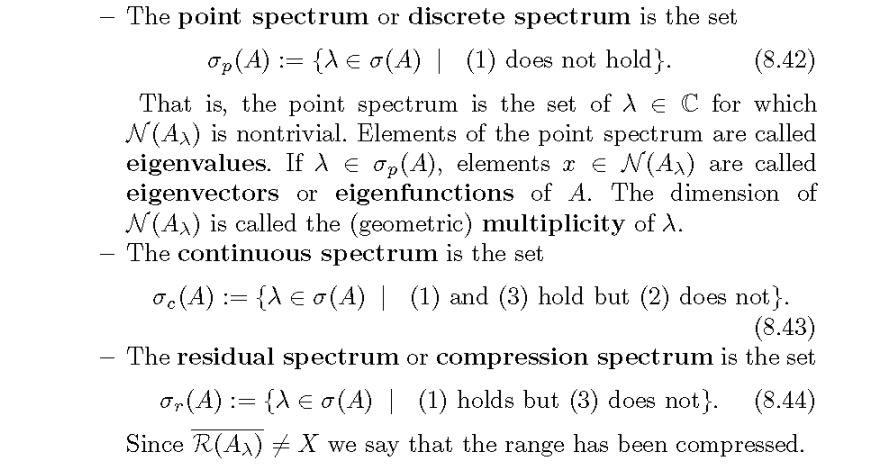 – The point spectrum or discrete spectrum is the set
σₚ(A) := {λ ∈ σ(A) | (1) does not hold}. (8.42)
That is, the point spectrum is the set of λ ∈ ℂ for which
𝒩(A_λ) is nontrivial. Elements of the point spectrum are called
eigenvalues. If λ ∈ σₚ(A), elements x ∈ 𝒩(A_λ) are called
eigenvectors or eigenfunctions of A. The dimension of
𝒩(A_λ) is called the (geometric) multiplicity of λ.
– The continuous spectrum is the set
σ_c(A) := {λ ∈ σ(A) | (1) and (3) hold but (2) does not}.
(8.43)
– The residual spectrum or compression spectrum is the set
σᵣ(A) := {λ ∈ σ(A) | (1) holds but (3) does not}. (8.44)
Since \overline{ℛ(A_λ)} ≠ X we say that the range has been compressed.